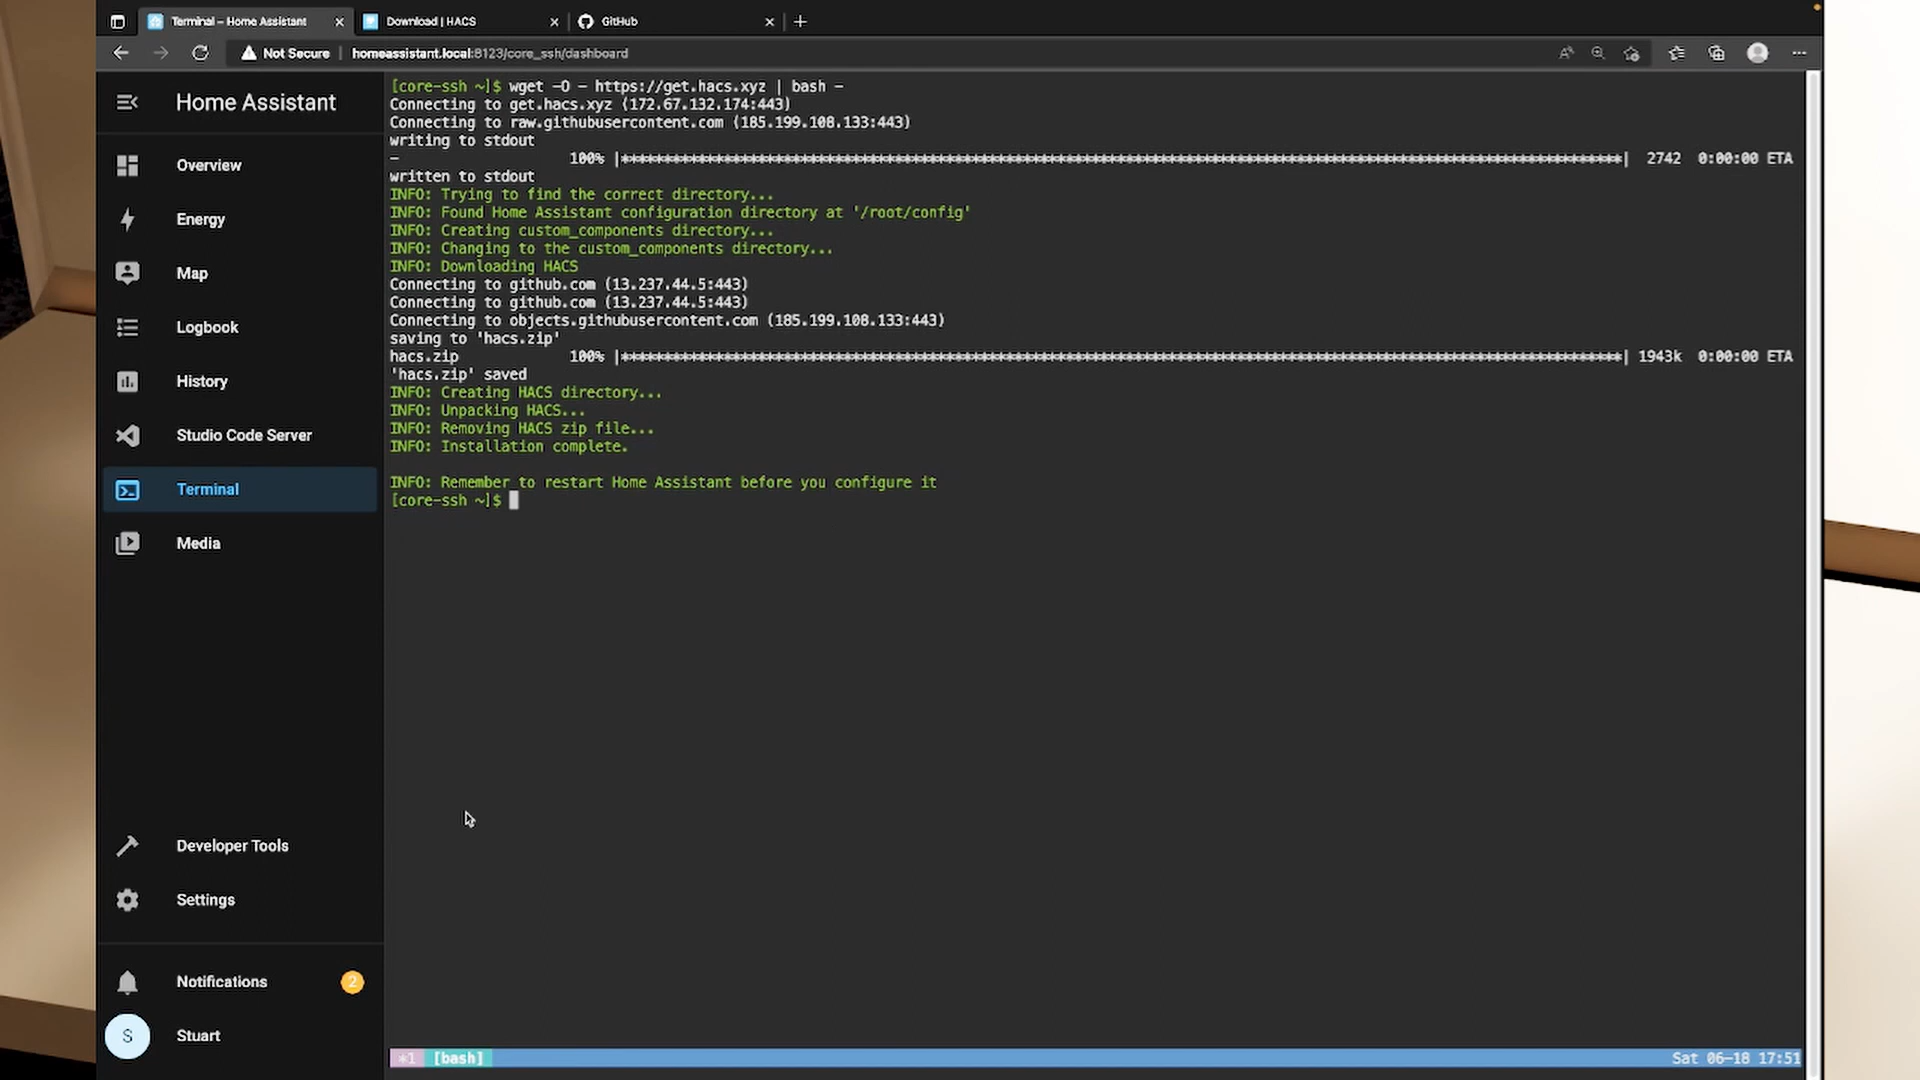 Terminal – Home Assistant
Download | HACS
GitHub
Not Secure
homeassistant.local:8123/core_ssh/dashboard
Home Assistant
Overview
Energy
Map
Logbook
History
Studio Code Server
Terminal
Media
Developer Tools
Settings
Notifications 2
S Stuart
[core-ssh ~]$ wget -O - https://get.hacs.xyz | bash -
Connecting to get.hacs.xyz (172.67.132.174:443)
Connecting to raw.githubusercontent.com (185.199.108.133:443)
writing to stdout
- 100% |********************************************************************************************************************| 2742 0:00:00 ETA
written to stdout
INFO: Trying to find the correct directory...
INFO: Found Home Assistant configuration directory at '/root/config'
INFO: Creating custom_components directory...
INFO: Changing to the custom_components directory...
INFO: Downloading HACS
Connecting to github.com (13.237.44.5:443)
Connecting to github.com (13.237.44.5:443)
Connecting to objects.githubusercontent.com (185.199.108.133:443)
saving to 'hacs.zip'
hacs.zip 100% |********************************************************************************************************************| 1943k 0:00:00 ETA
'hacs.zip' saved
INFO: Creating HACS directory...
INFO: Unpacking HACS...
INFO: Removing HACS zip file...
INFO: Installation complete.
INFO: Remember to restart Home Assistant before you configure it
[core-ssh ~]$
*1 [bash] Sat 06-18 17:51